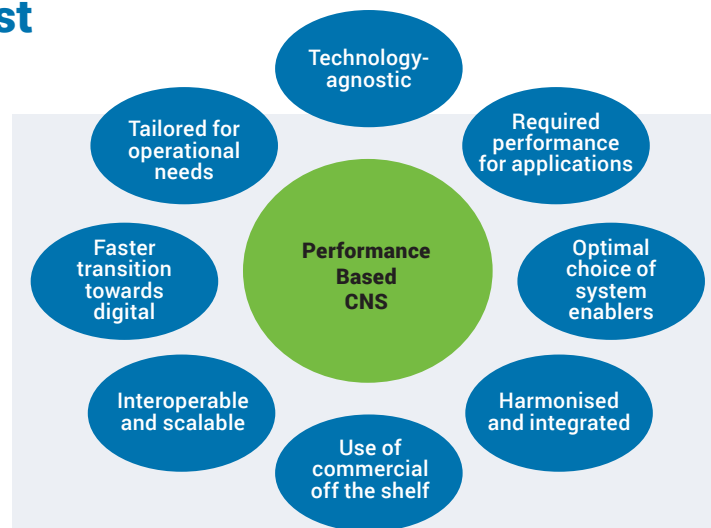 st
Technology-
agnostic
Tailored for
operational
needs
Required
performance
for applications
Faster
transition
towards
digital
Performance
Based
CNS
Optimal
choice of
system
enablers
Interoperable
and scalable
Harmonised
and integrated
Use of
commercial
off the shelf